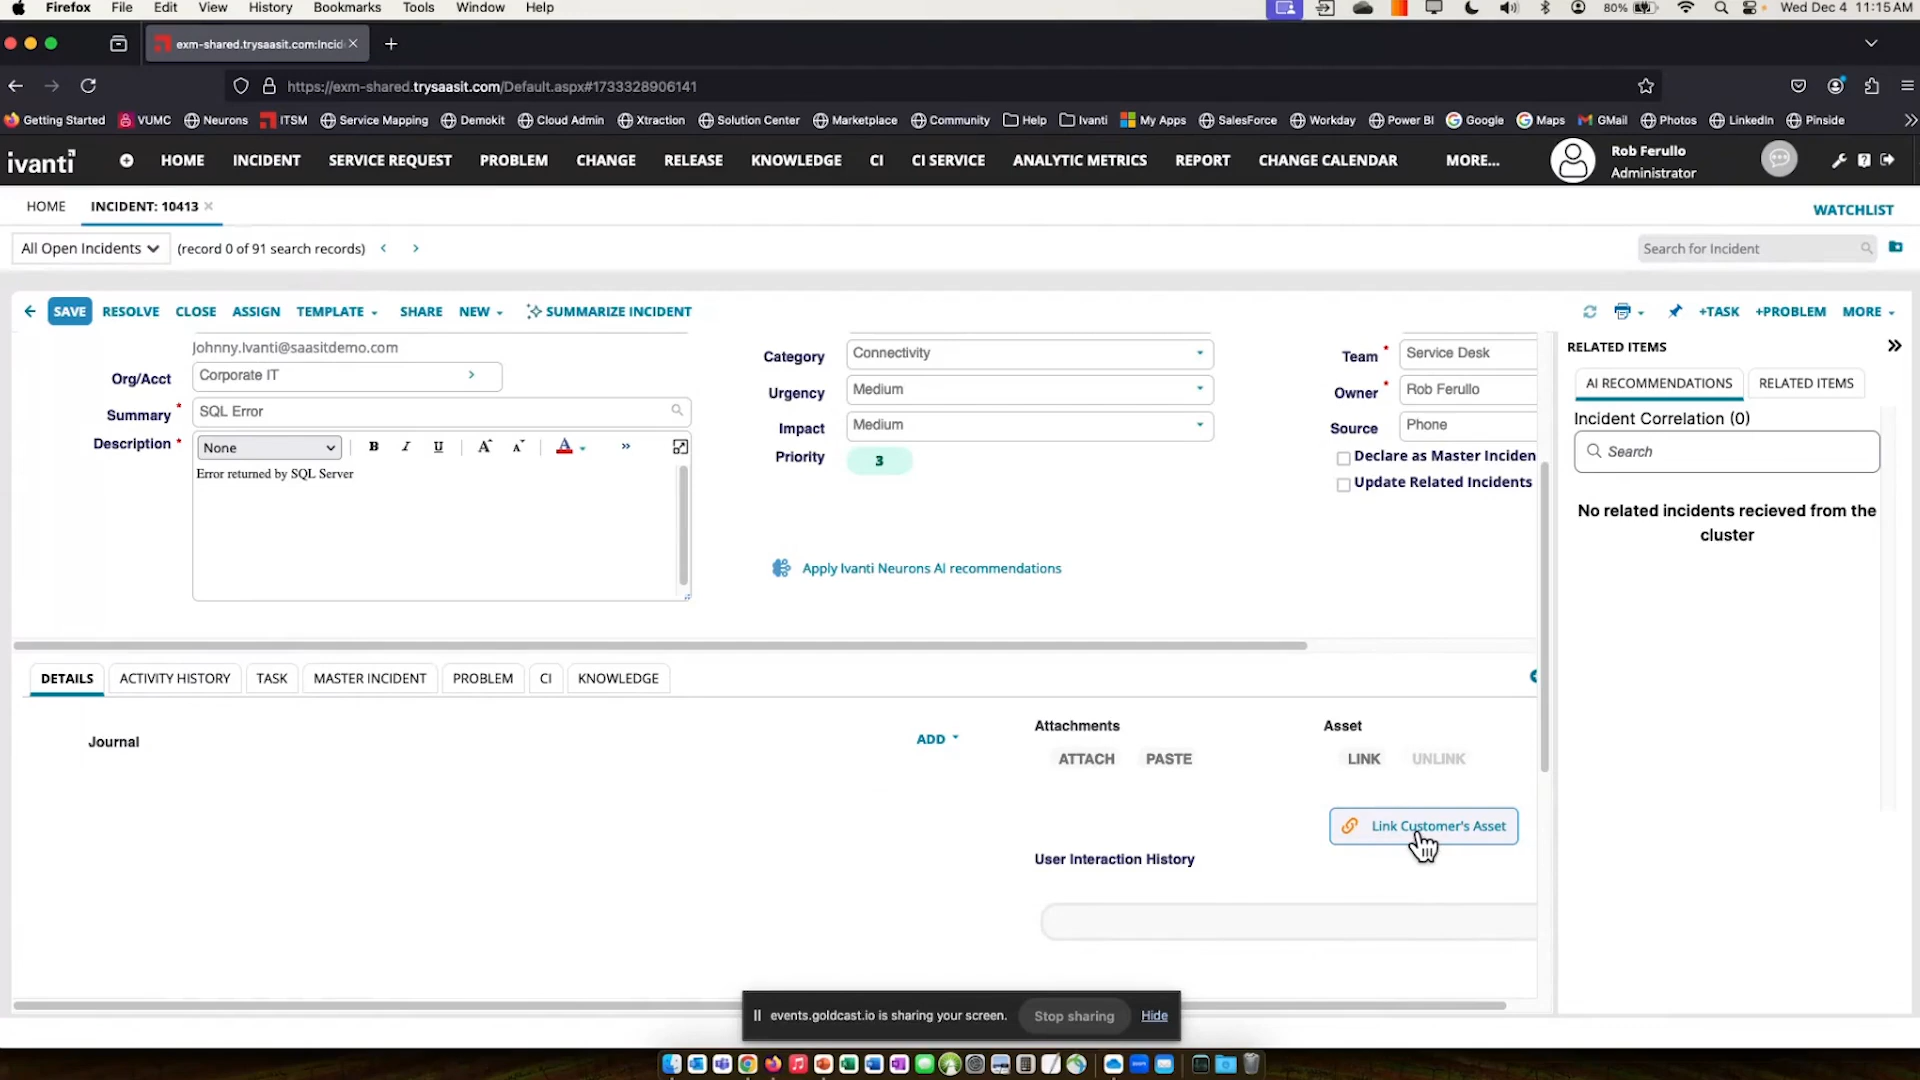 Firefox File Edit View History Bookmarks Tools Window Help 80% Wed Dec 4 11:15 AM
exm-shared.trysaasit.com:Incid
https://exm-shared.trysaasit.com/Default.aspx#1733328906141
Getting Started VUMC Neurons ITSM Service Mapping Demokit Cloud Admin Xtraction Solution Center Marketplace Community Help Ivanti My Apps SalesForce Workday Power BI Google Maps GMail Photos LinkedIn Pinside
ivanti HOME INCIDENT SERVICE REQUEST PROBLEM CHANGE RELEASE KNOWLEDGE CI CI SERVICE ANALYTIC METRICS REPORT CHANGE CALENDAR MORE... Rob Ferullo
Administrator
HOME INCIDENT: 10413 WATCHLIST
All Open Incidents (record 0 of 91 search records) Search for Incident
SAVE RESOLVE CLOSE ASSIGN TEMPLATE SHARE NEW SUMMARIZE INCIDENT +TASK +PROBLEM MORE
Johnny.Ivanti@saasitdemo.com
Org/Acct Corporate IT
Summary * SQL Error
Description * None B I U A A A »
Error returned by SQL Server
Category Connectivity
Urgency Medium
Impact Medium
Priority 3
Apply Ivanti Neurons AI recommendations
Team * Service Desk
Owner * Rob Ferullo
Source Phone
Declare as Master Inciden
Update Related Incidents
RELATED ITEMS
AI RECOMMENDATIONS RELATED ITEMS
Incident Correlation (0)
Search
No related incidents recieved from the
cluster
DETAILS ACTIVITY HISTORY TASK MASTER INCIDENT PROBLEM CI KNOWLEDGE
Journal ADD
Attachments
ATTACH PASTE
Asset
LINK UNLINK
Link Customer's Asset
User Interaction History
events.goldcast.io is sharing your screen. Stop sharing Hide